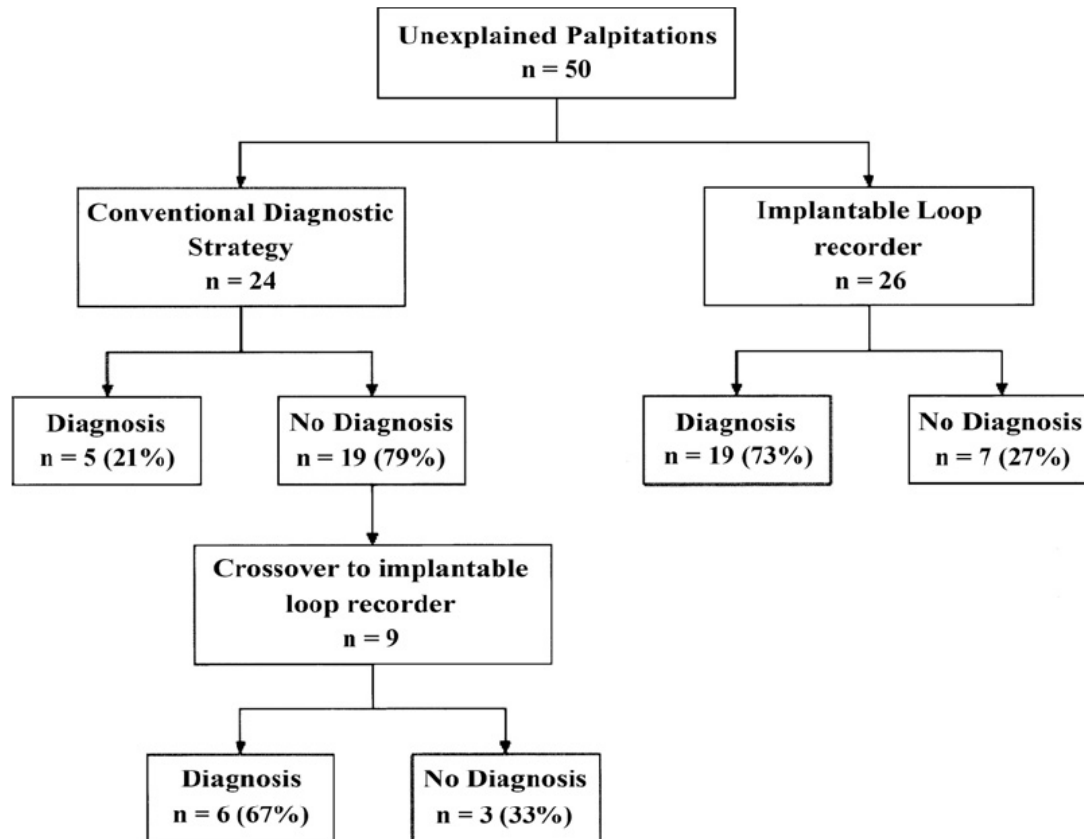 Unexplained Palpitations
n = 50
Conventional Diagnostic
Strategy
n = 24
Implantable Loop
recorder
n = 26
Diagnosis
n = 5 (21%)
No Diagnosis
n = 19 (79%)
Diagnosis
n = 19 (73%)
No Diagnosis
n = 7 (27%)
Crossover to implantable
loop recorder
n = 9
Diagnosis
n = 6 (67%)
No Diagnosis
n = 3 (33%)